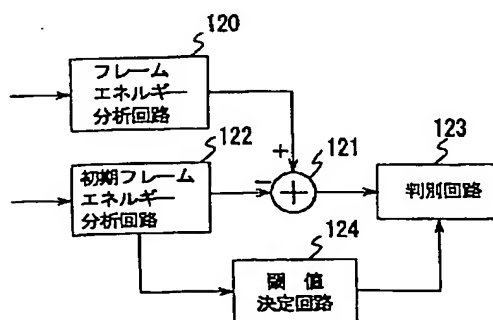 120
フレーム
エネルギー
分析回路
122
初期フレーム
エネルギー
分析回路
+
−
121
123
判別回路
124
閾 値
決定回路